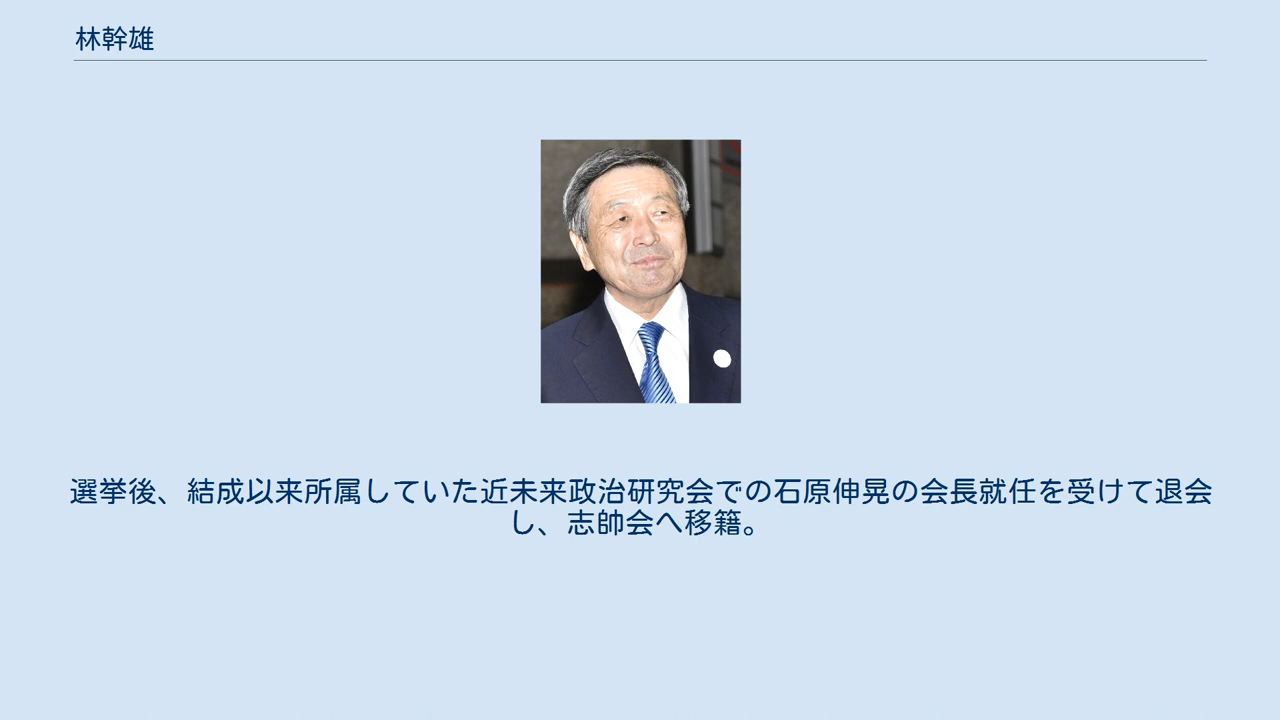 林幹雄
選挙後、結成以来所属していた近未来政治研究会での石原伸晃の会長就任を受けて退会
し、志帥会へ移籍。